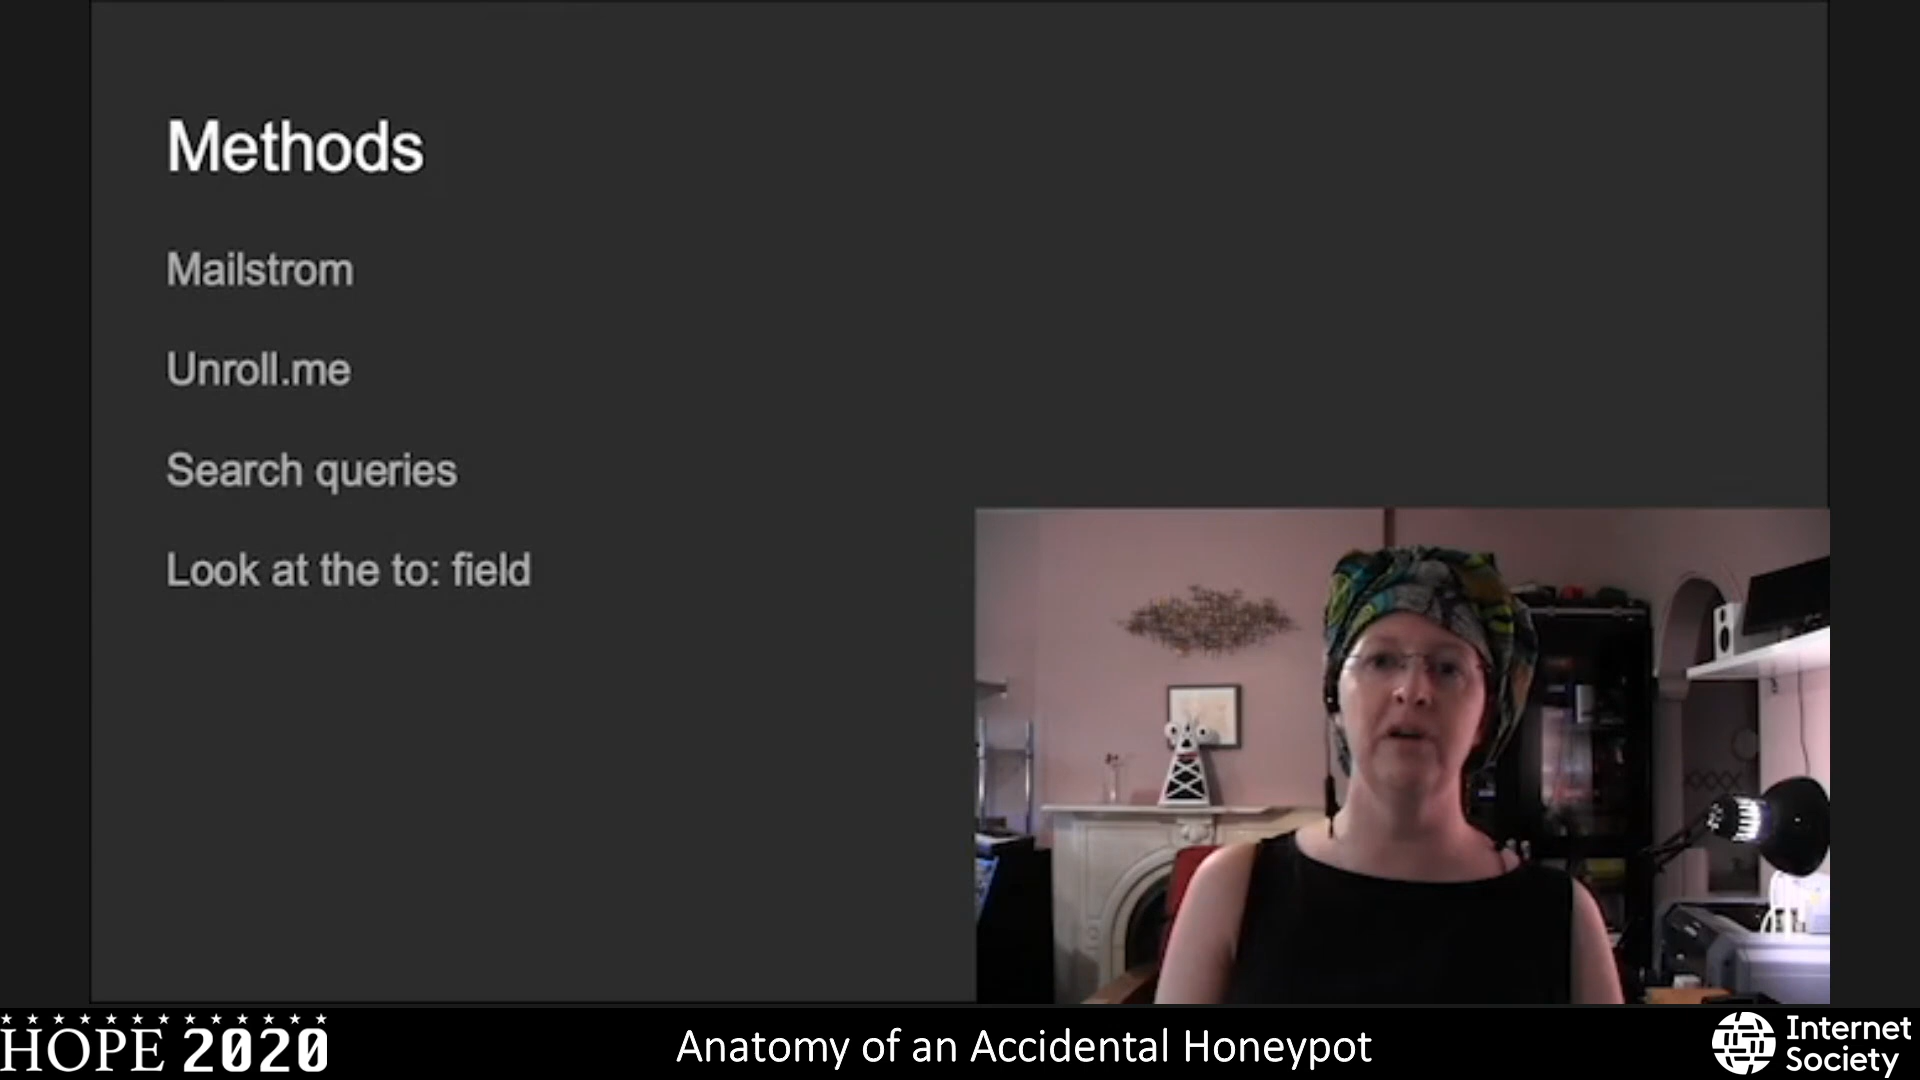 Methods
Mailstrom
Unroll.me
Search queries
Look at the to: field
HOPE 2020
Anatomy of an Accidental Honeypot
Internet
Society